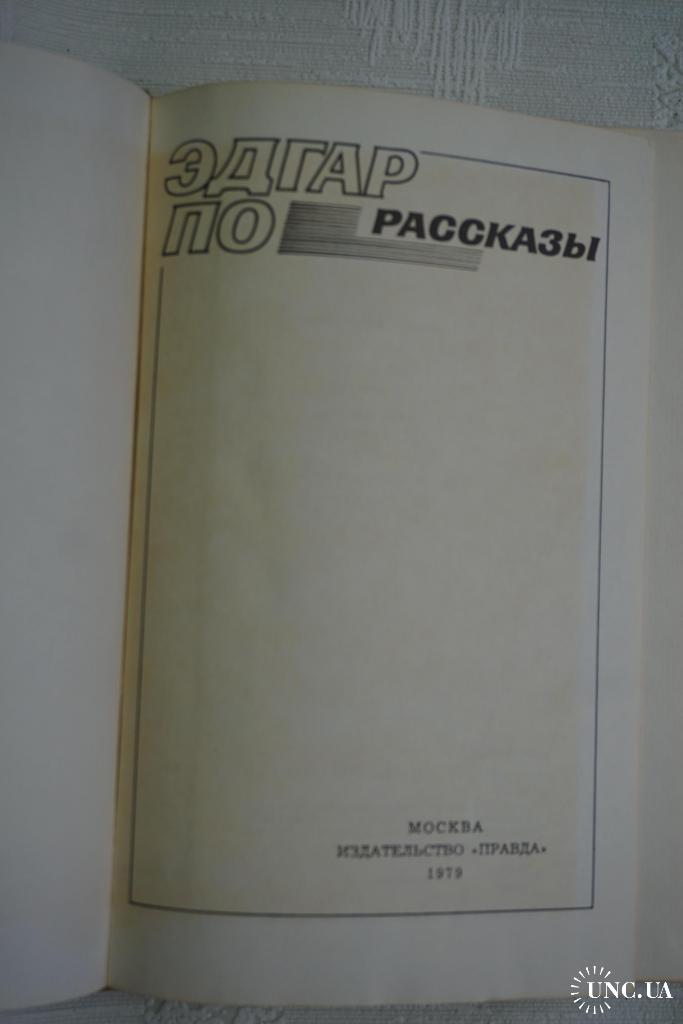 ЭДГАР
ПО
РАССКАЗЫ
МОСКВА
ИЗДАТЕЛЬСТВО «ПРАВДА»
1979
UNC.UA